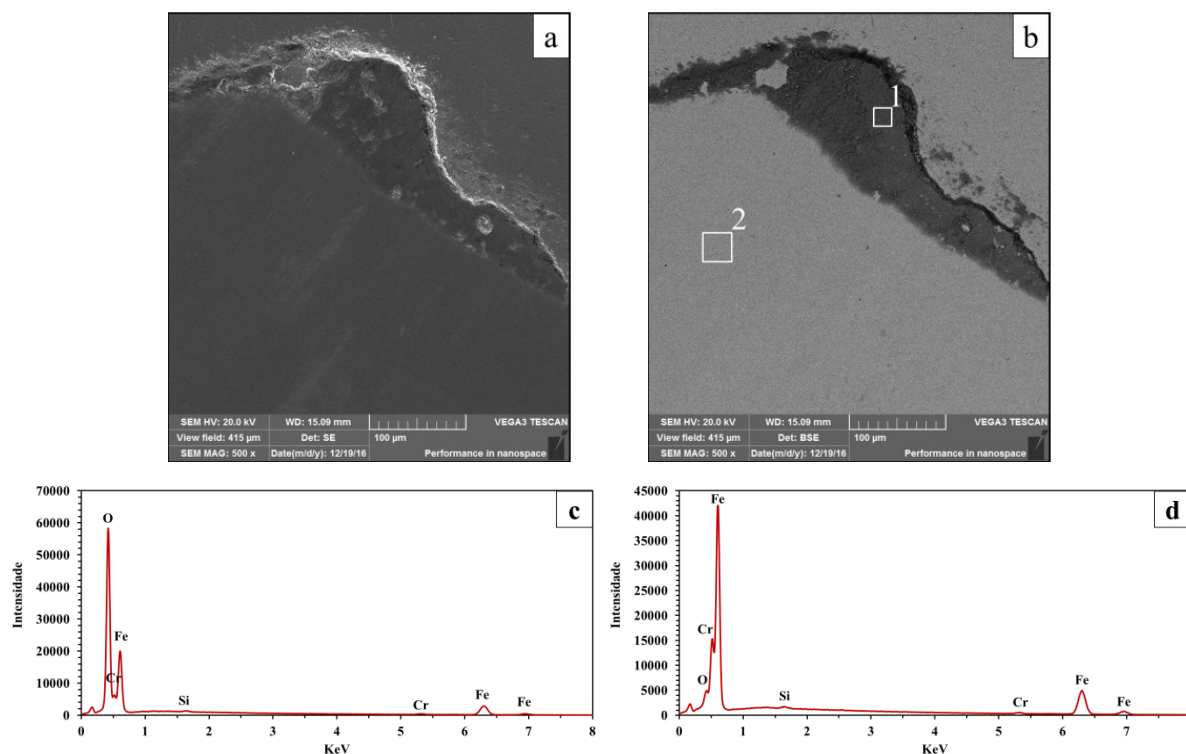 a
SEM HV: 20.0 kV WD: 15.09 mm VEGA3 TESCAN
View field: 415 µm Det: SE 100 µm
SEM MAG: 500 x Date(m/d/y): 12/19/16 Performance in nanospace
b
1
2
SEM HV: 20.0 kV WD: 15.09 mm VEGA3 TESCAN
View field: 415 µm Det: BSE 100 µm
SEM MAG: 500 x Date(m/d/y): 12/19/16 Performance in nanospace
c
Intensidade
70000
60000
50000
40000
30000
20000
10000
0
O
Fe
Cr
Si
Cr
Fe
Fe
0 1 2 3 4 5 6 7 8
KeV
d
Intensidade
45000
40000
35000
30000
25000
20000
15000
10000
5000
0
Fe
Cr
O
Si
Cr
Fe
Fe
0 1 2 3 4 5 6 7
KeV